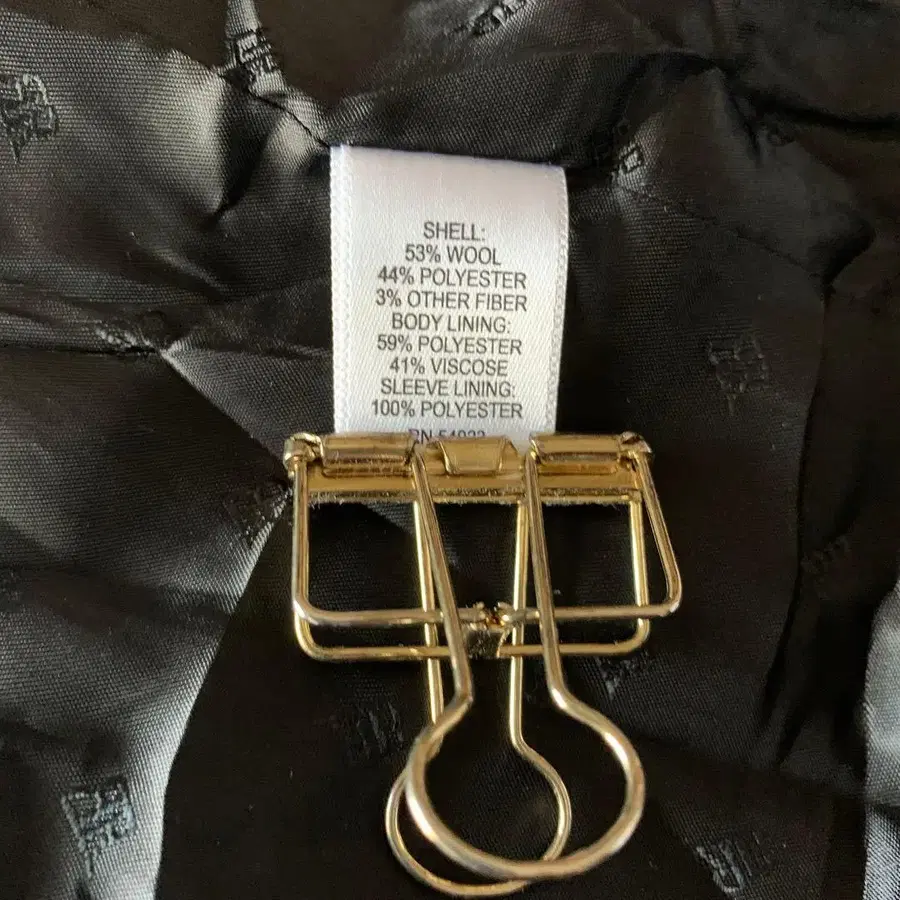 SHELL:
53% WOOL
44% POLYESTER
3% OTHER FIBER
BODY LINING:
59% POLYESTER
41% VISCOSE
SLEEVE LINING:
100% POLYESTER